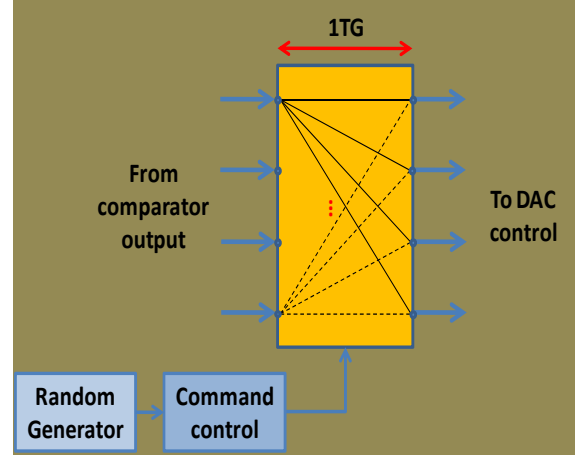 1TG
From
comparator
output
To DAC
control
Random
Generator
Command
control